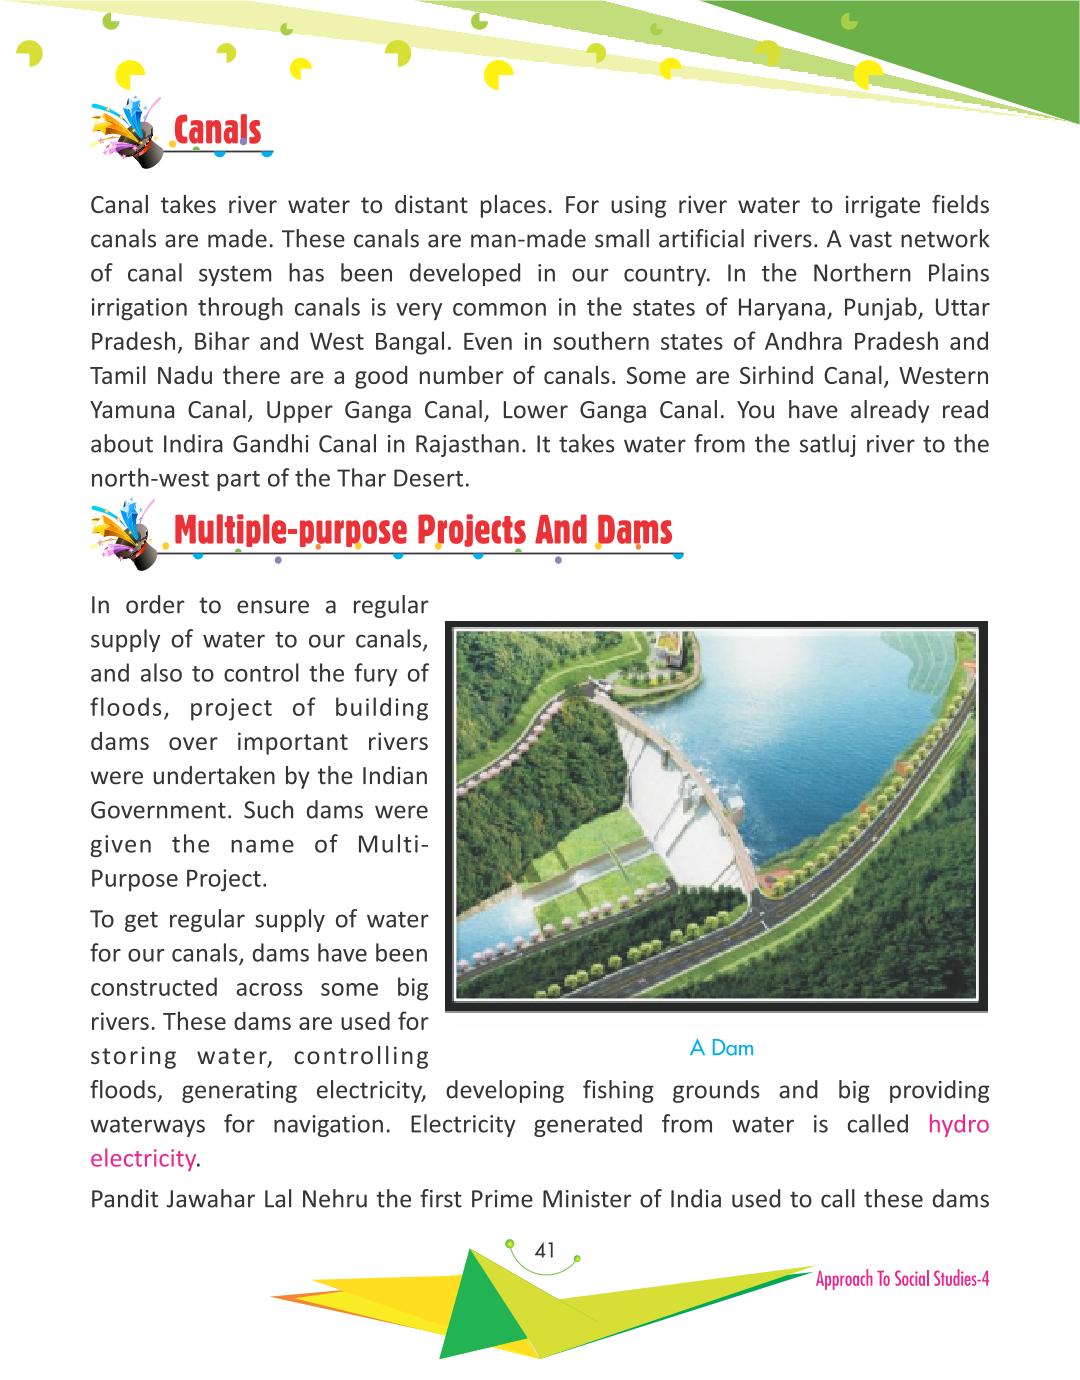 Canals
Canal takes river water to distant places. For using river water to irrigate fields
canals are made. These canals are man-made small artificial rivers. A vast network
of canal system has been developed in our country. In the Northern Plains
irrigation through canals is very common in the states of Haryana, Punjab, Uttar
Pradesh, Bihar and West Bangal. Even in southern states of Andhra Pradesh and
Tamil Nadu there are a good number of canals. Some are Sirhind Canal, Western
Yamuna Canal, Upper Ganga Canal, Lower Ganga Canal. You have already read
about Indira Gandhi Canal in Rajasthan. It takes water from the satluj river to the
north-west part of the Thar Desert.
Multiple-purpose Projects And Dams
In order to ensure a regular
supply of water to our canals,
and also to control the fury of
floods, project of building
dams over important rivers
were undertaken by the Indian
Government. Such dams were
given the name of Multi-
Purpose Project.
To get regular supply of water
for our canals, dams have been
constructed across some big
rivers. These dams are used for
storing water, controlling
A Dam
floods, generating electricity, developing fishing grounds and big providing
waterways for navigation. Electricity generated from water is called hydro
electricity.
Pandit Jawahar Lal Nehru the first Prime Minister of India used to call these dams
41
Approach To Social Studies-4